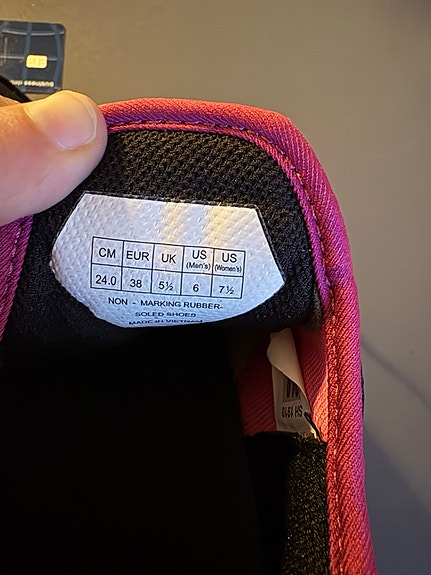 CM EUR UK US (Men's) US (Women's)
24.0 38 5½ 6 7½
NON - MARKING RUBBER-
SOLED SHOES
MADE IN VIETNAM
business